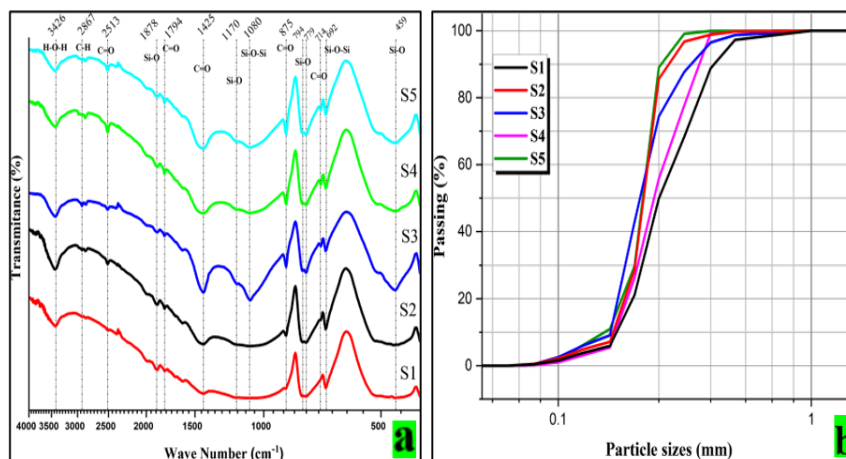 3426 2867 2513 1878 1794 1425 1170 1080 875 794 779 714 692 459
H-O-H C-H C=O Si-O C=O C=O Si-O Si-O-Si C=O Si-O C=O Si-O-Si Si-O
S5
S4
S3
S2
S1
Transmitance (%)
4000 3500 3000 2500 2000 1500 1000 500
Wave Number (cm-1)
a
100
80
60
40
20
0
Passing (%)
S1
S2
S3
S4
S5
0.1 1
Particle sizes (mm)
b